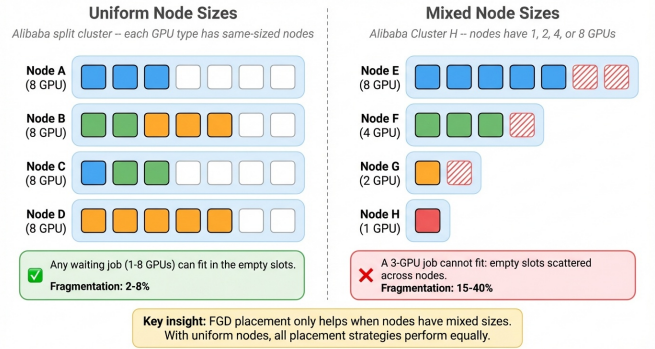 Uniform Node Sizes
Alibaba split cluster -- each GPU type has same-sized nodes
Node A
(8 GPU)
Node B
(8 GPU)
Node C
(8 GPU)
Node D
(8 GPU)
Any waiting job (1-8 GPUs) can fit in the empty slots.
Fragmentation: 2-8%
Mixed Node Sizes
Alibaba Cluster H -- nodes have 1, 2, 4, or 8 GPUs
Node E
(8 GPU)
Node F
(4 GPU)
Node G
(2 GPU)
Node H
(1 GPU)
A 3-GPU job cannot fit: empty slots scattered
across nodes.
Fragmentation: 15-40%
Key insight: FGD placement only helps when nodes have mixed sizes.
With uniform nodes, all placement strategies perform equally.